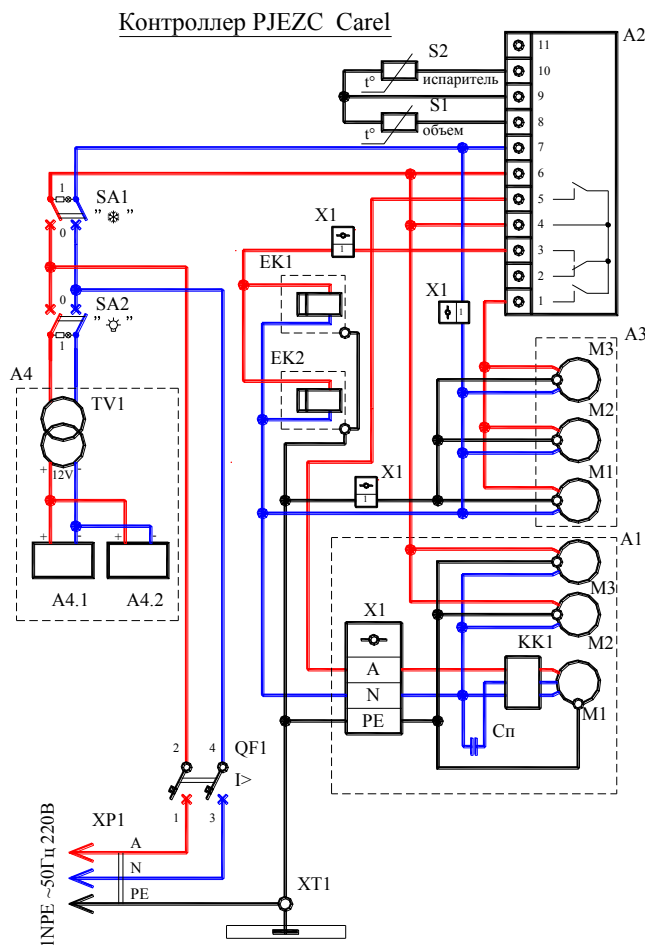 Контроллер PJEZC Carel
A2
11
S2
t° испаритель
10
9
S1
t° объем
8
7
6
1
SA1
" ❄ "
0
5
X1
1
4
3
EK1
2
X1
1
1
0
SA2
" "
1
EK2
A3
M3
A4
TV1
M2
12V
+ -
X1
1
M1
A1
+ - + -
A4.1
A4.2
M3
X1
M2
KK1
A
N
PE
M1
Сп
2
4
QF1
I>
1
3
XP1
A
N
PE
XT1
1NPE ~50Гц 220В